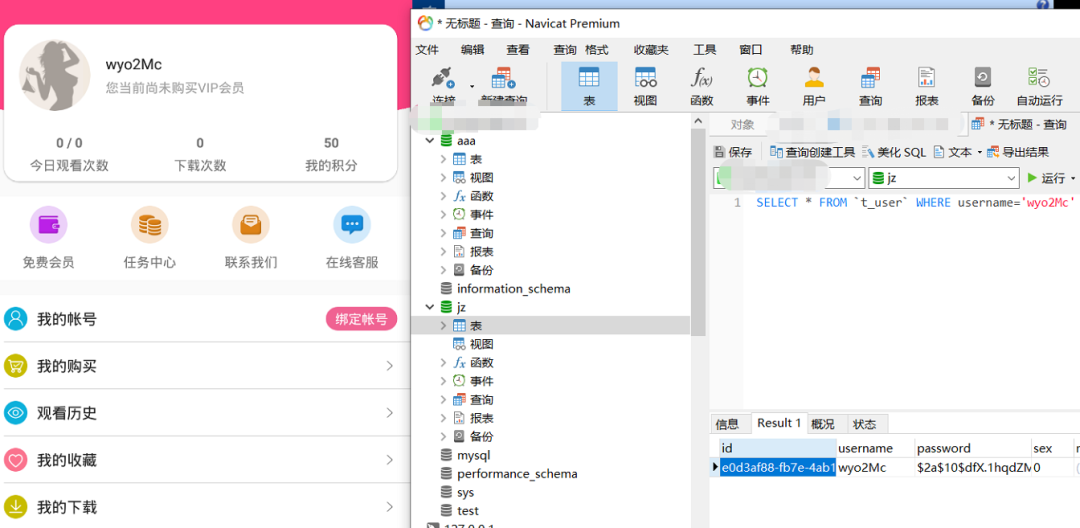 wyo2Mc
您当前尚未购买VIP会员
0 / 0
0
50
今日观看次数
下载次数
我的积分
免费会员
任务中心
联系我们
在线客服
我的帐号
绑定帐号
我的购买
观看历史
我的收藏
我的下载
* 无标题 - 查询 - Navicat Premium
文件 编辑 查看 查询 格式 收藏夹 工具 窗口 帮助
连接 新建查询 表 视图 函数 事件 用户 查询 报表 备份 自动运行
aaa
表
视图
函数
事件
查询
报表
备份
information_schema
jz
表
视图
函数
事件
查询
报表
备份
mysql
performance_schema
sys
test
127.0.0.1
对象
* 无标题 - 查询
保存 查询创建工具 美化 SQL 文本 导出结果
jz 运行
1 SELECT * FROM `t_user` WHERE username='wyo2Mc'
信息 Result 1 概况 状态
id username password sex
e0d3af88-fb7e-4ab1 wyo2Mc $2a$10$dfX.1hqdZM 0